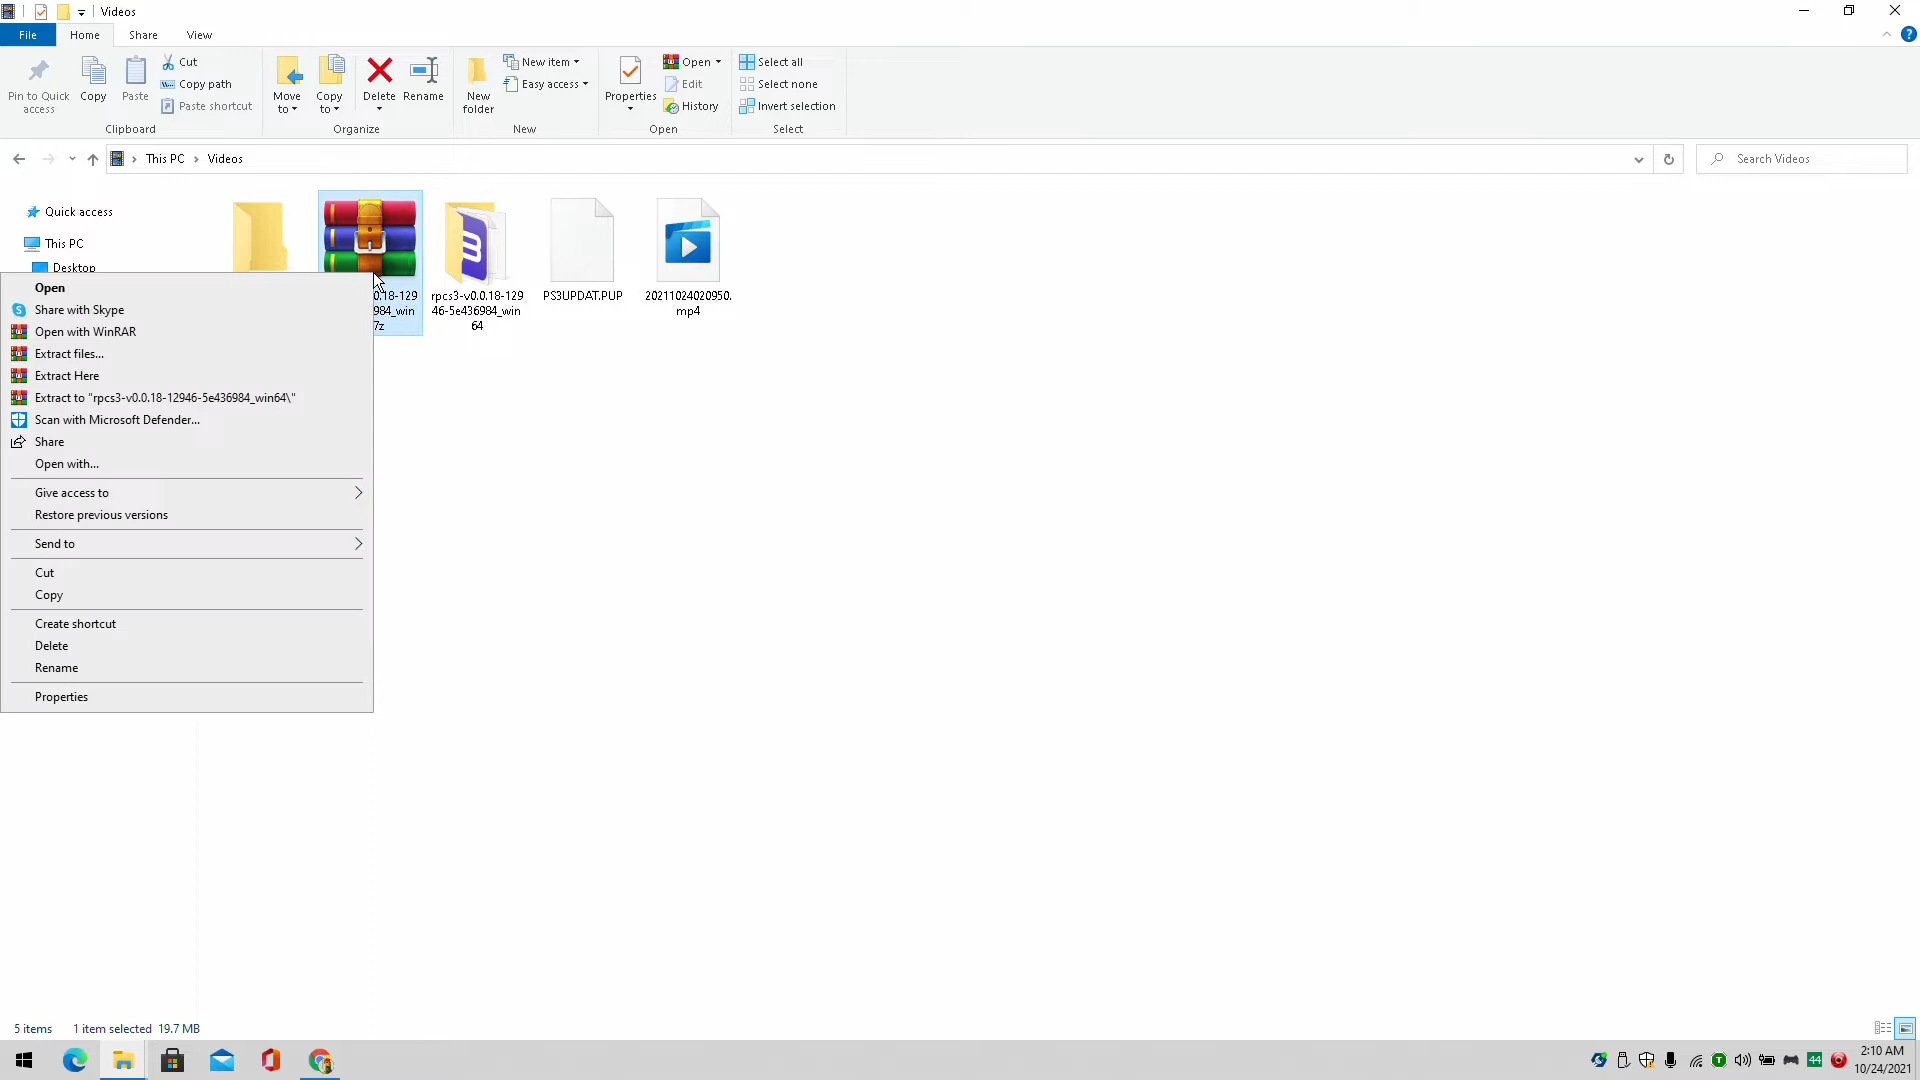 Videos
File Home Share View
Pin to Quick access
Copy
Paste
Cut
Copy path
Paste shortcut
Clipboard
Move to
Copy to
Delete
Rename
Organize
New folder
New item
Easy access
New
Properties
Open
Edit
History
Open
Select all
Select none
Invert selection
Select
This PC > Videos
Search Videos
Quick access
This PC
Desktop
0.18-129
984_win
7z
rpcs3-v0.0.18-129
46-5e436984_win
64
PS3UPDAT.PUP
20211024020950.
mp4
Open
Share with Skype
Open with WinRAR
Extract files...
Extract Here
Extract to "rpcs3-v0.0.18-12946-5e436984_win64\"
Scan with Microsoft Defender...
Share
Open with...
Give access to
Restore previous versions
Send to
Cut
Copy
Create shortcut
Delete
Rename
Properties
5 items 1 item selected 19.7 MB
44
2:10 AM
10/24/2021